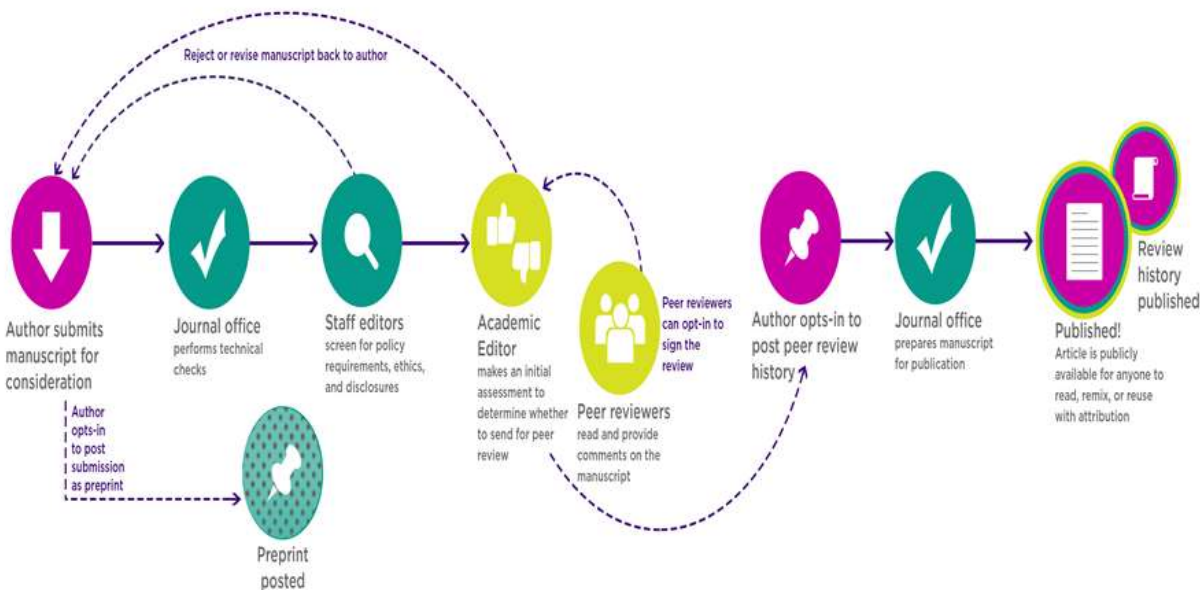 Reject or revise manuscript back to author
Author submits
manuscript for
consideration
Journal office
performs technical
checks
Staff editors
screen for policy
requirements, ethics,
and disclosures
Academic
Editor
makes an initial
assessment to
determine whether
to send for peer
review
Peer reviewers
read and provide
comments on the
manuscript
Peer reviewers
can opt-in to
sign the
review
Author opts-in to
post peer review
history
Journal office
prepares manuscript
for publication
Published!
Article is publicly
available for anyone to
read, remix, or reuse
with attribution
Review
history
published
Author
opts-in
to post
submission
as preprint
Preprint
posted